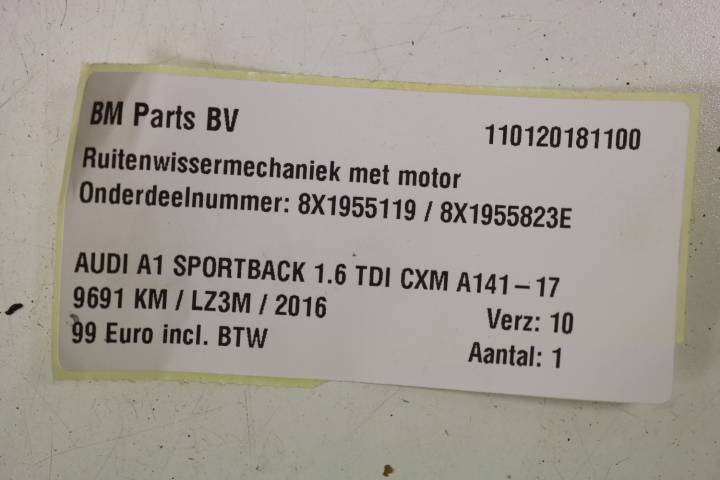 BM Parts BV 110120181100
Ruitenwissermechaniek met motor
Onderdeelnummer: 8X1955119 / 8X1955823E
AUDI A1 SPORTBACK 1.6 TDI CXM A141-17
9691 KM / LZ3M / 2016 Verz: 10
99 Euro incl. BTW Aantal: 1